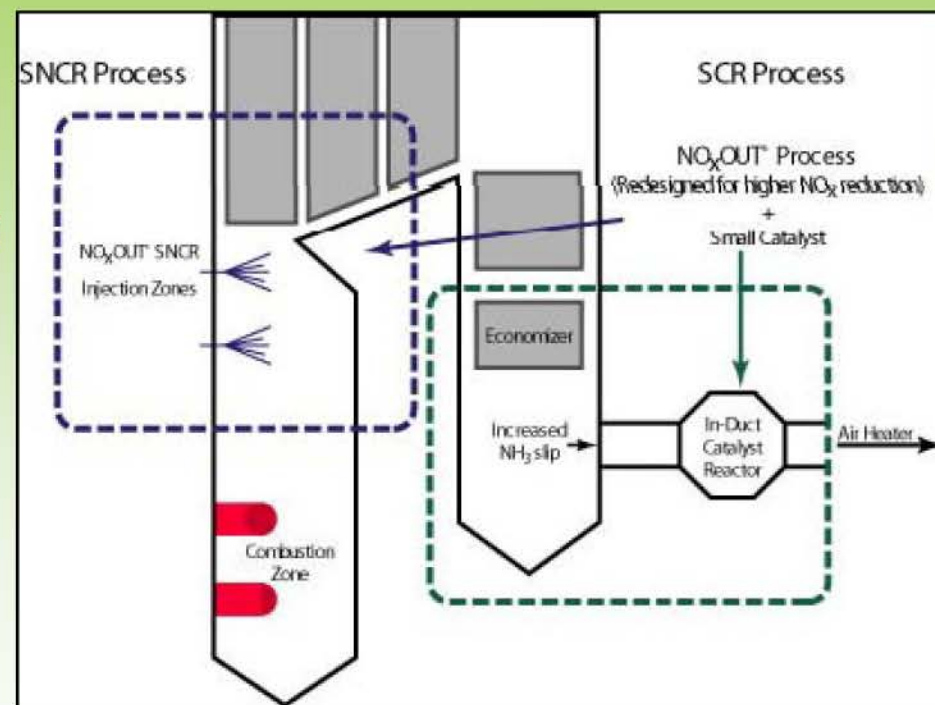 SNCR Process
SCR Process
NOXOUT® Process
(Redesigned for higher NOX reduction)
+
Small Catalyst
NOXOUT® SNCR
Injection Zones
Economizer
Increased
NH3 slip
In-Duct
Catalyst
Reactor
Air Heater
Combustion
Zone